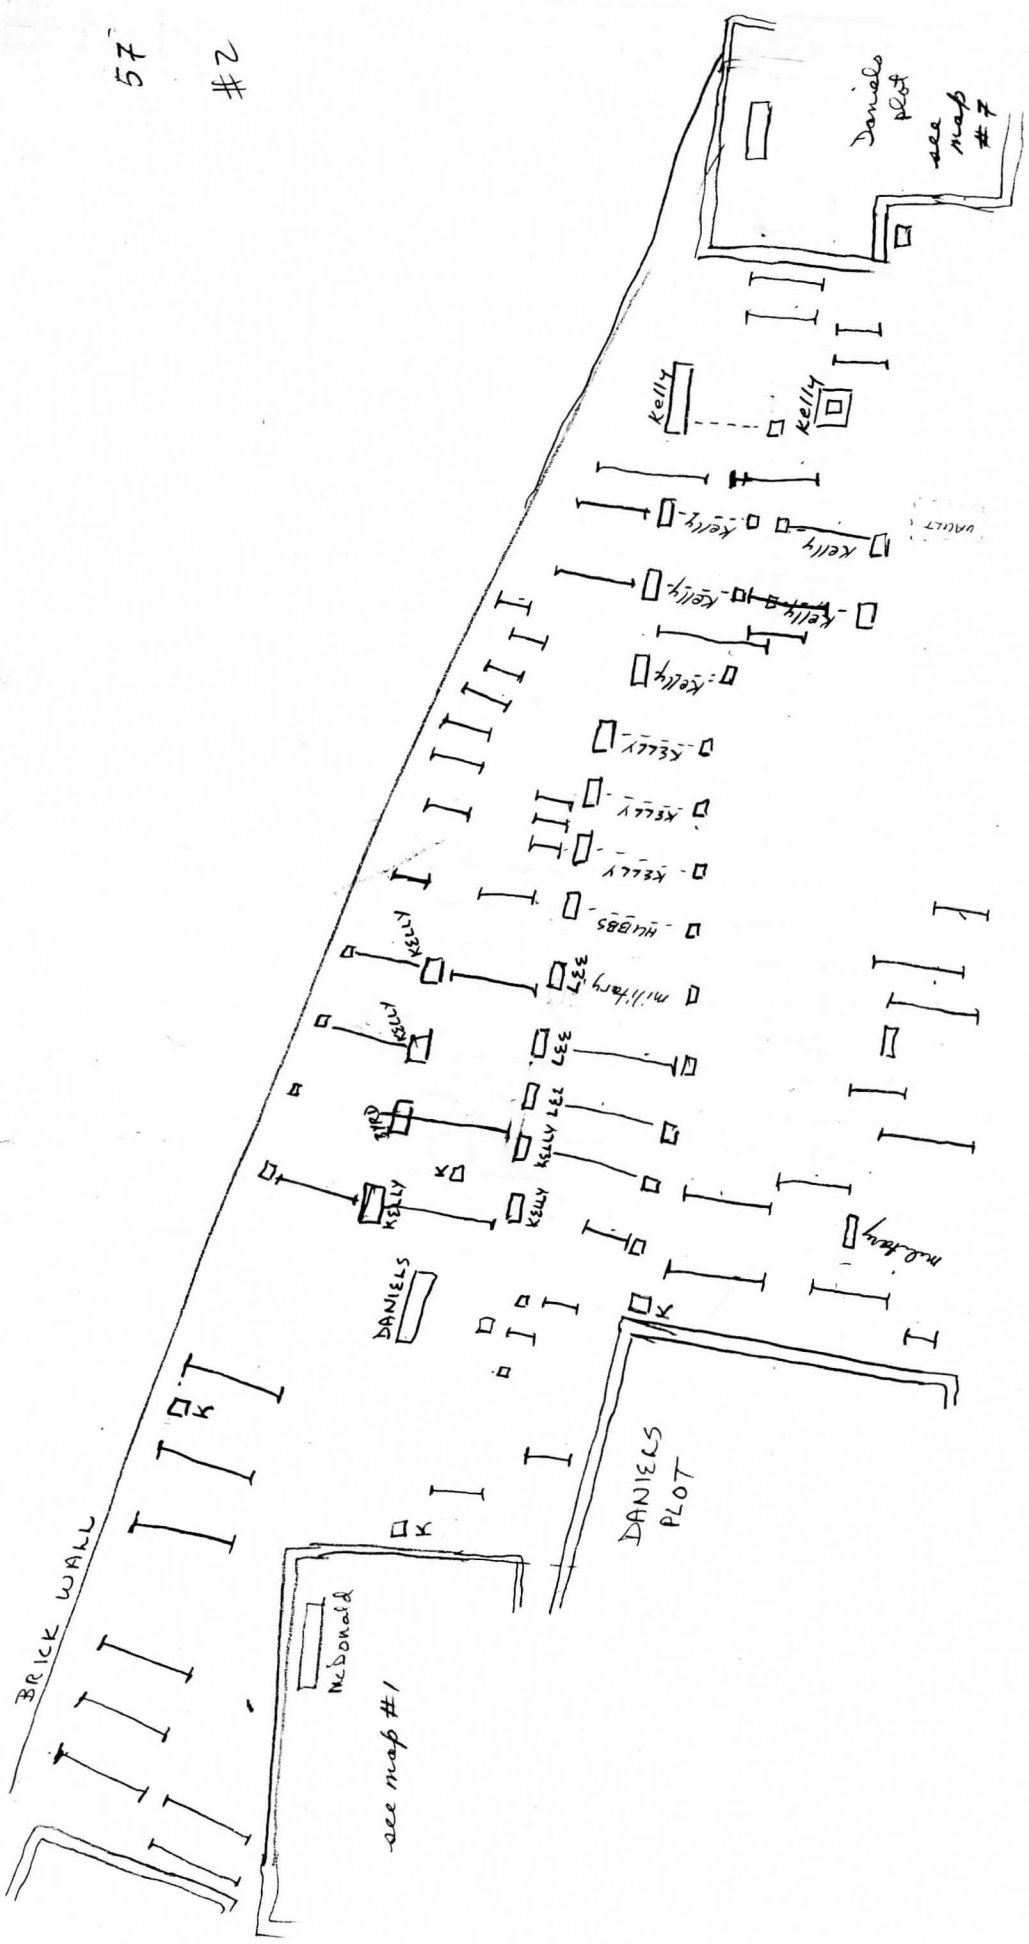 57
#2
Daniels
plot
see
map
#7
Kelly
Kelly
Kelly
Kelly
VAULT
Kelly
Kelly
Kelly
KELLY
KELLY
KELLY
HUBBS
military
KELLY
LEE
KELLY
LEE
BYRD
LEE
KELLY
K
KELLY
KELLY
military
DANIELS
K
K
K
DANIELS
PLOT
BRICK WALL
McDonald
see map #1